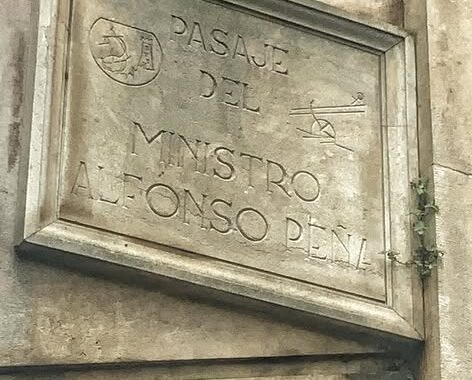 PASAJE
DEL
MINISTRO
ALFONSO PEÑA